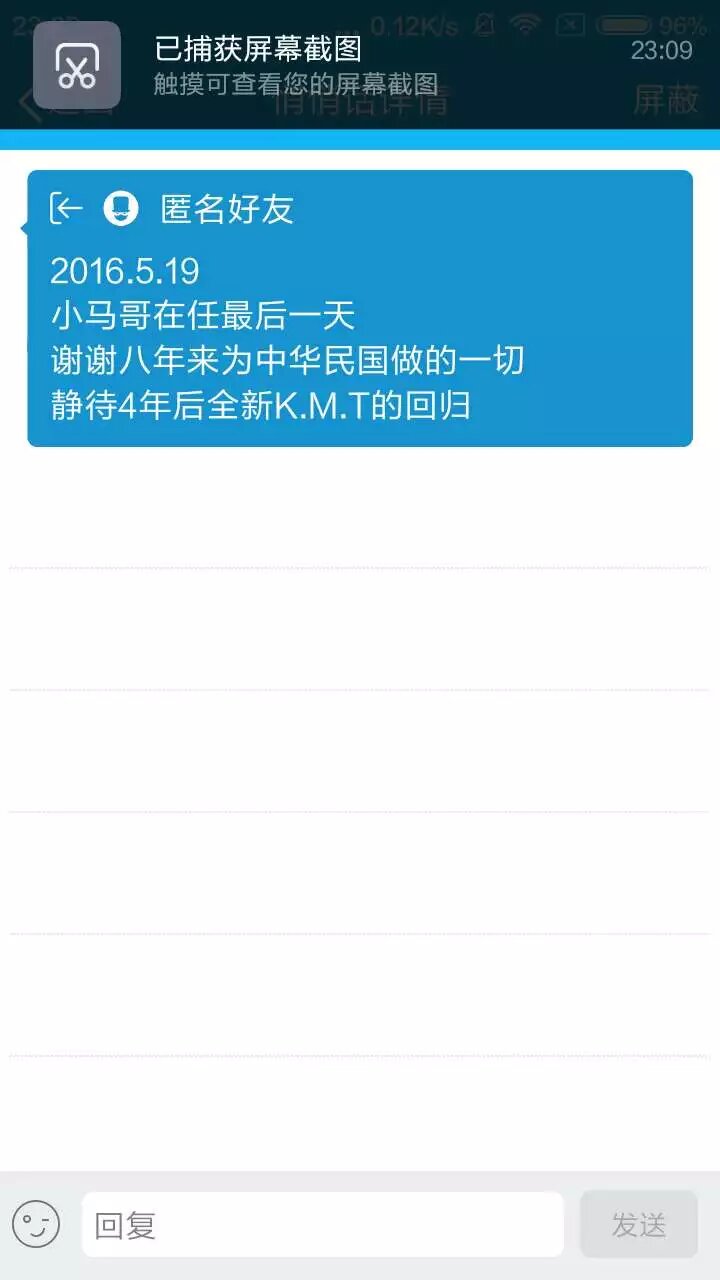 0.12K/s 96%
已捕获屏幕截图
23:09
触摸可查看您的屏幕截图
悄悄话详情
屏蔽
匿名好友
2016.5.19
小马哥在任最后一天
谢谢八年来为中华民国做的一切
静待4年后全新K.M.T的回归
回复
发送